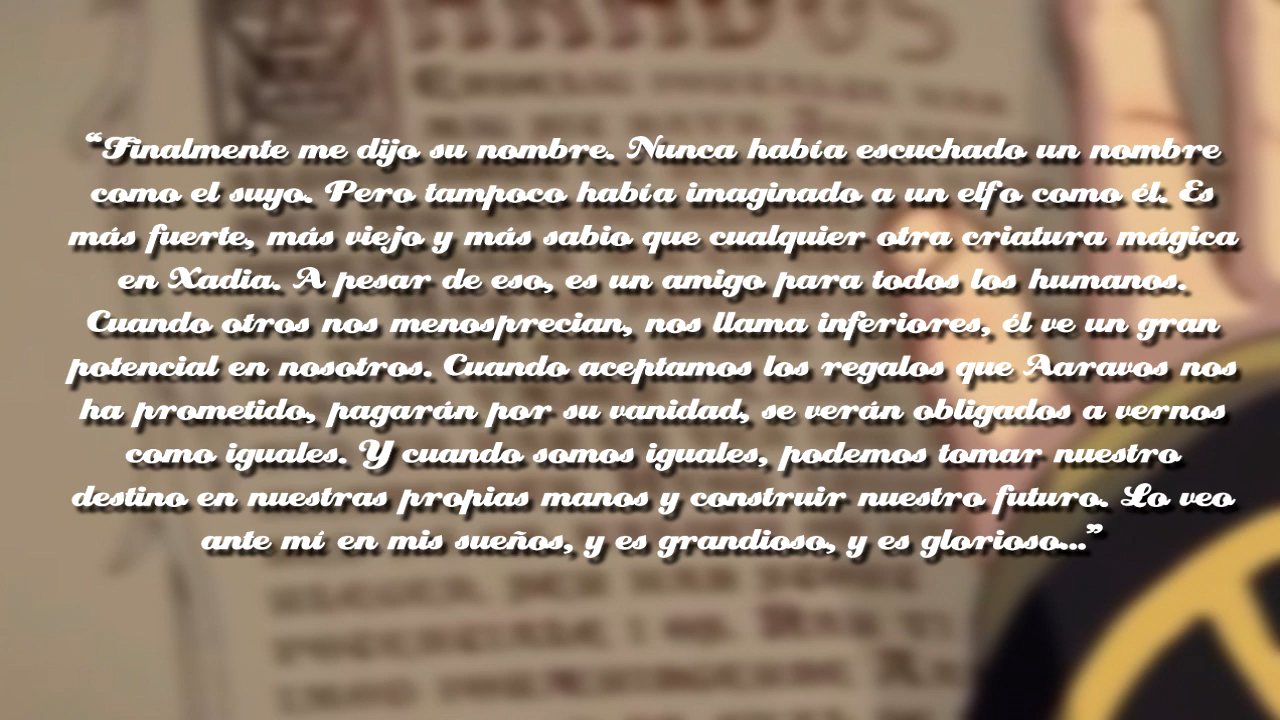 “Finalmente me dijo su nombre. Nunca había escuchado un nombre
como el suyo. Pero tampoco había imaginado a un elfo como él. Es
más fuerte, más viejo y más sabio que cualquier otra criatura mágica
en Xadia. A pesar de eso, es un amigo para todos los humanos.
Cuando otros nos menosprecian, nos llama inferiores, él ve un gran
potencial en nosotros. Cuando aceptamos los regalos que Aaravos nos
ha prometido, pagarán por su vanidad, se verán obligados a vernos
como iguales. Y cuando somos iguales, podemos tomar nuestro
destino en nuestras propias manos y construir nuestro futuro. Lo veo
ante mí en mis sueños, y es grandioso, y es glorioso...”